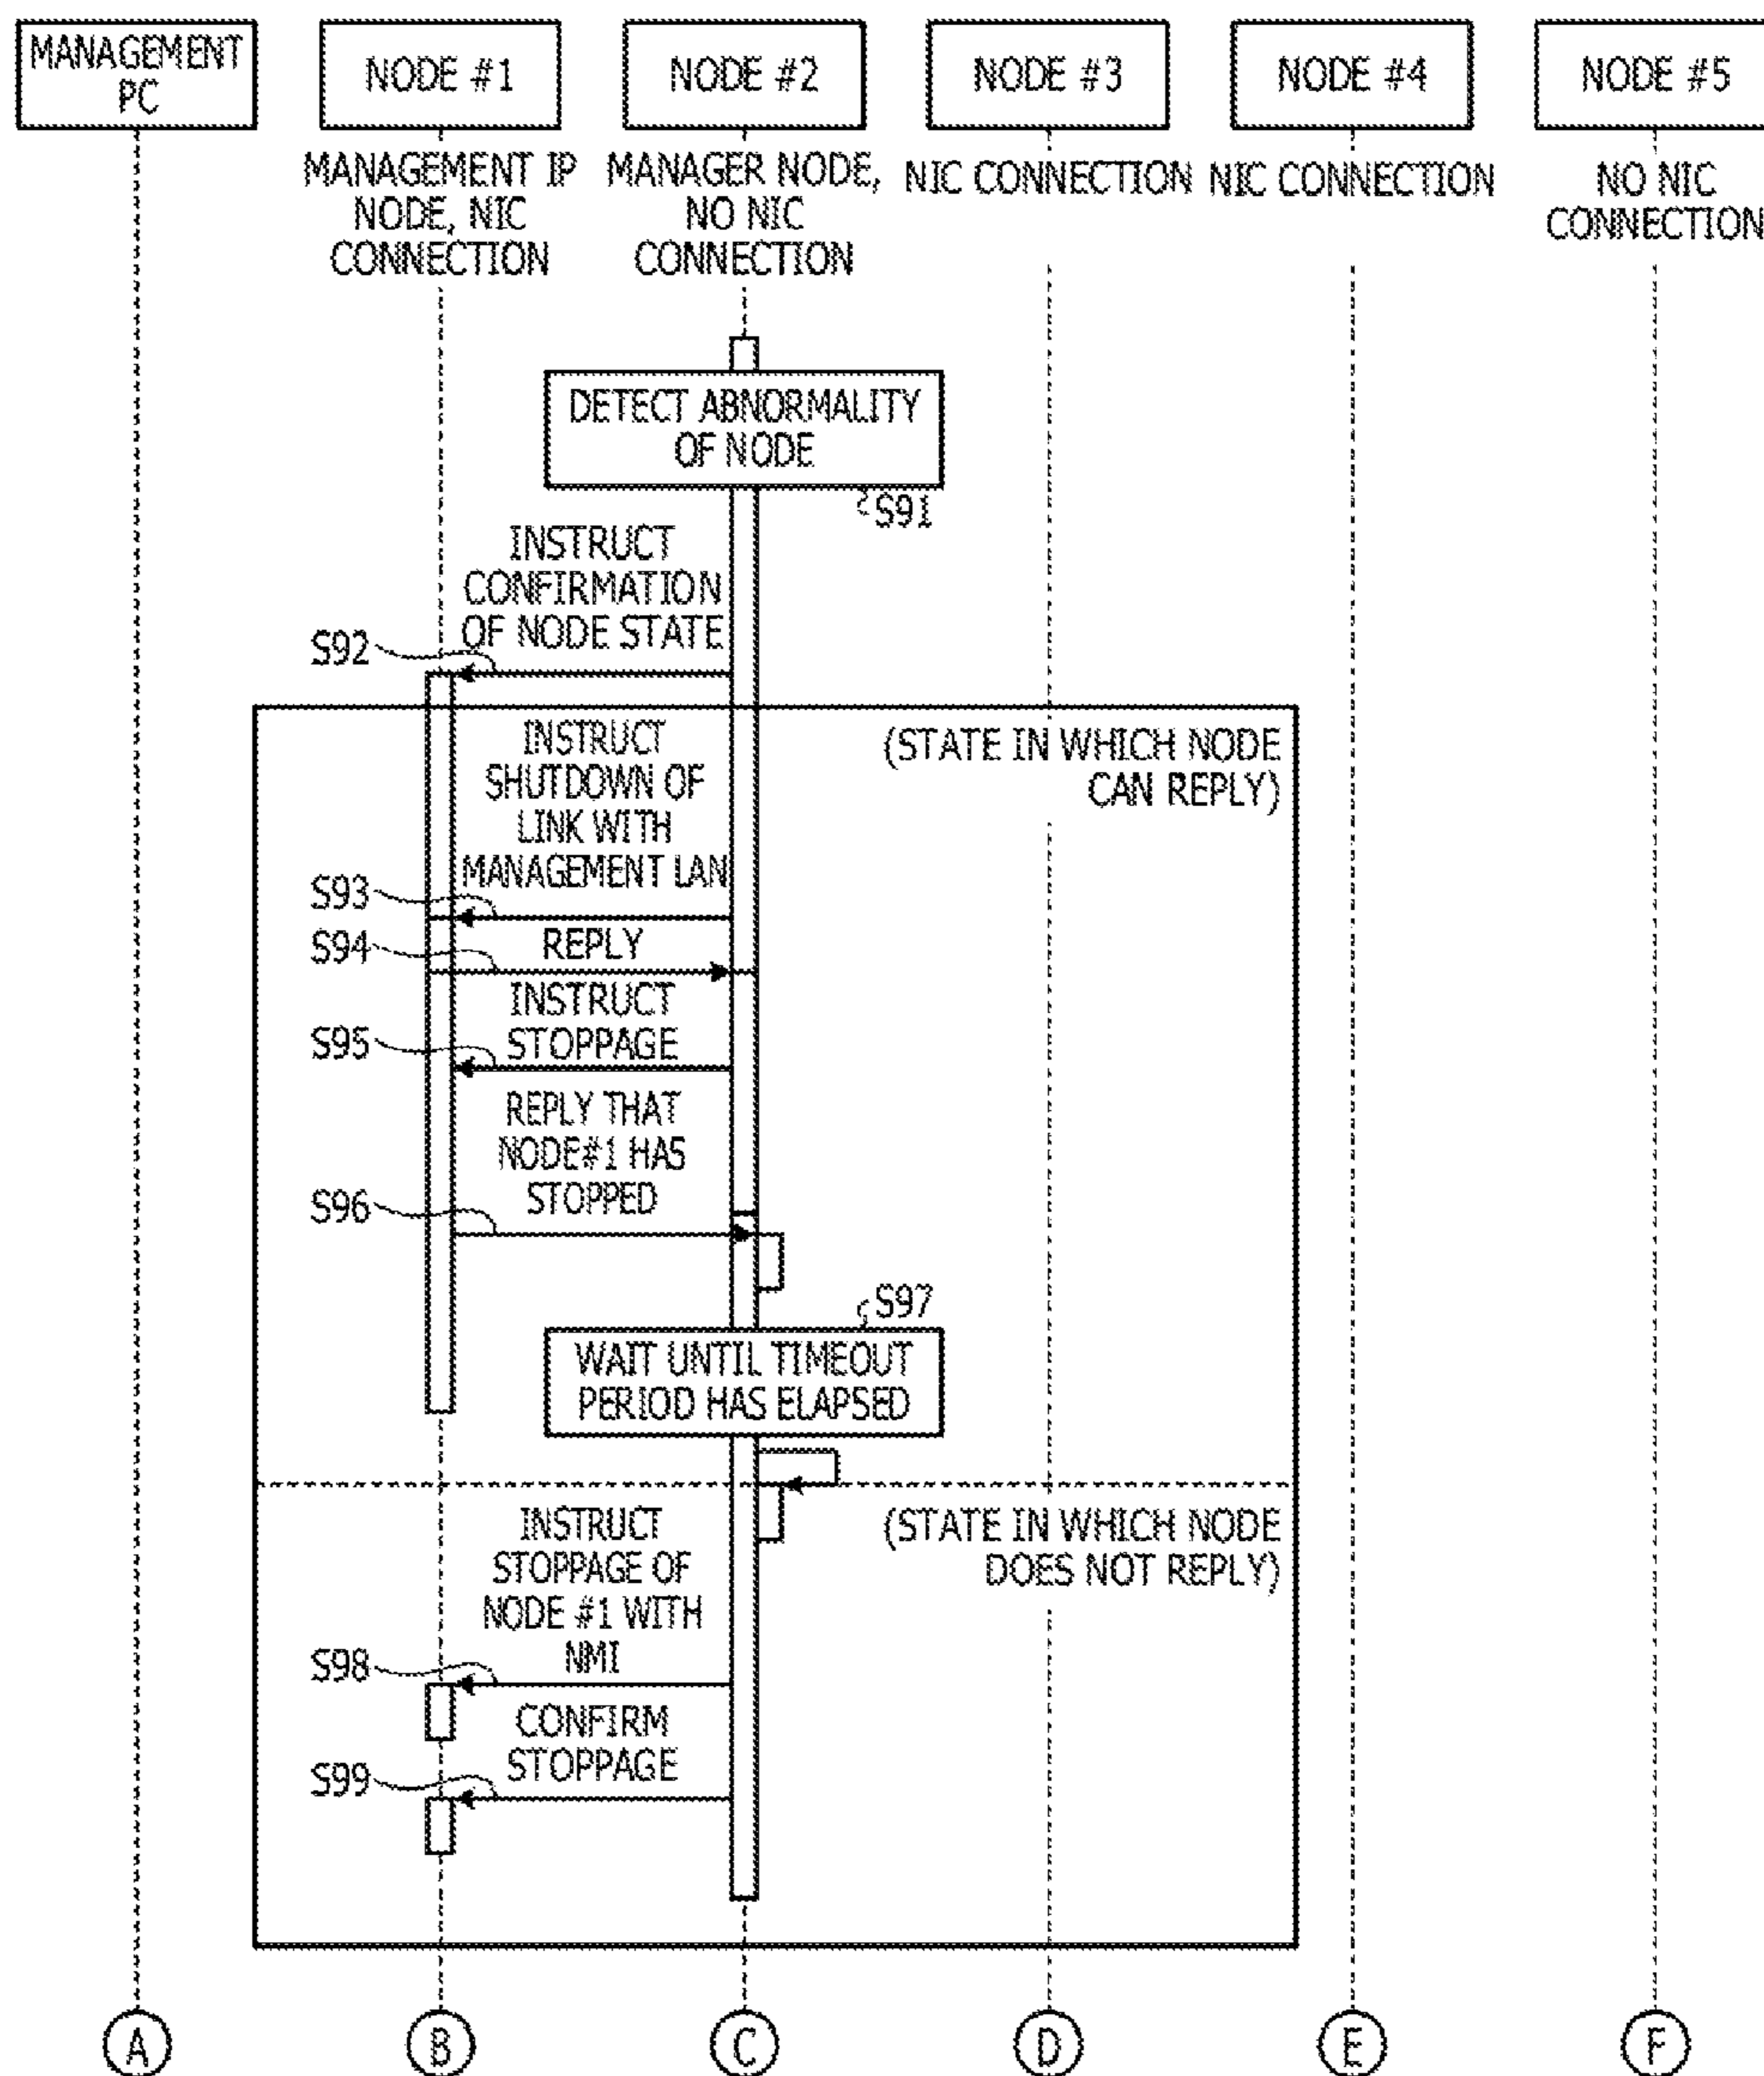 MANAGEMENT
PC
NODE #1
NODE #2
NODE #3
NODE #4
NODE #5
MANAGEMENT IP
NODE, NIC
CONNECTION
MANAGER NODE,
NO NIC
CONNECTION
NIC CONNECTION
NIC CONNECTION
NO NIC
CONNECTION
DETECT ABNORMALITY
OF NODE
S91
INSTRUCT
CONFIRMATION
OF NODE STATE
S92
(STATE IN WHICH NODE
CAN REPLY)
INSTRUCT
SHUTDOWN OF
LINK WITH
MANAGEMENT LAN
S93
REPLY
S94
INSTRUCT
STOPPAGE
S95
REPLY THAT
NODE#1 HAS
STOPPED
S96
S97
WAIT UNTIL TIMEOUT
PERIOD HAS ELAPSED
(STATE IN WHICH NODE
DOES NOT REPLY)
INSTRUCT
STOPPAGE OF
NODE #1 WITH
NMI
S98
CONFIRM
STOPPAGE
S99
A
B
C
D
E
F